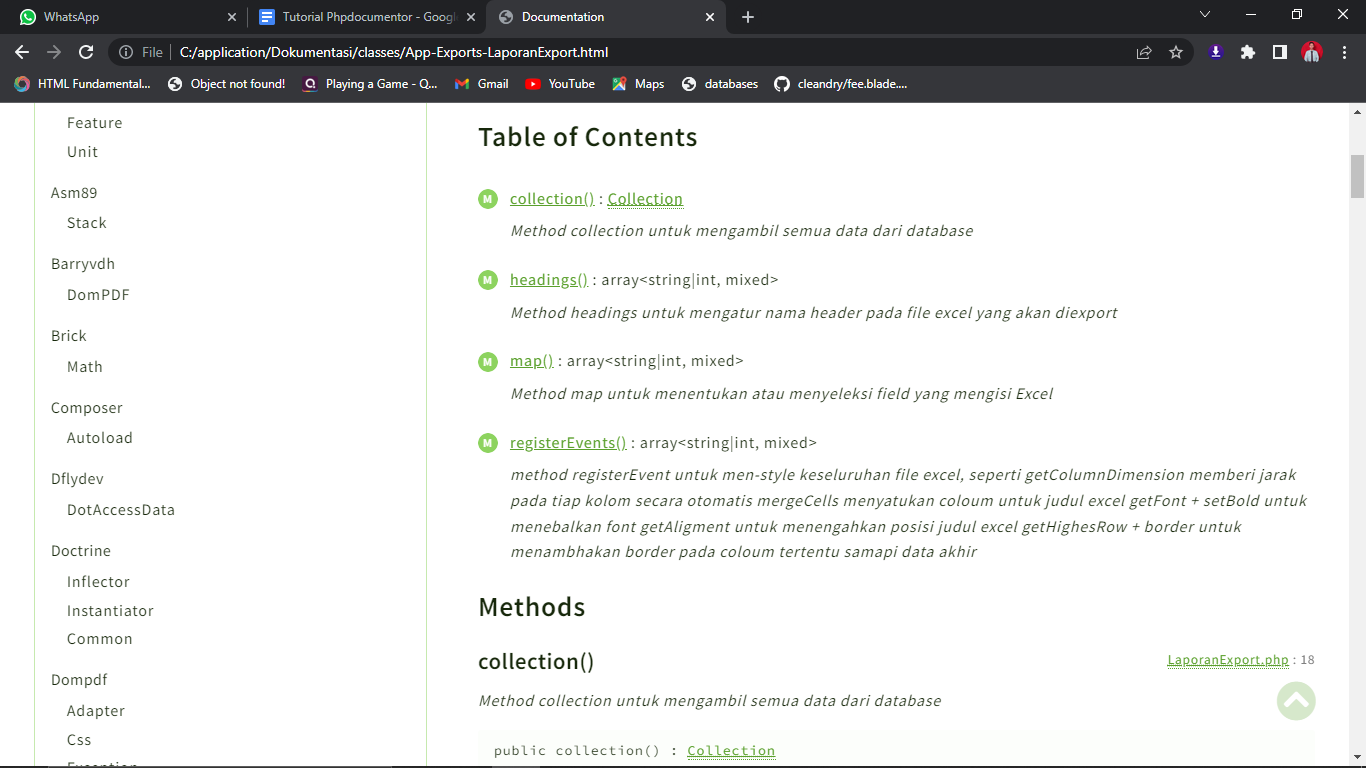 WhatsApp
Tutorial Phpdocumentor - Google
Documentation
File
C:/application/Dokumentasi/classes/App-Exports-LaporanExport.html
HTML Fundamental...
Object not found!
Playing a Game - Q...
Gmail
YouTube
Maps
databases
cleandry/fee.blade....
Feature
Unit
Asm89
Stack
Barryvdh
DomPDF
Brick
Math
Composer
Autoload
Dflydev
DotAccessData
Doctrine
Inflector
Instantiator
Common
Dompdf
Adapter
Css
Exception
Table of Contents
M collection() : Collection
Method collection untuk mengambil semua data dari database
M headings() : array<string|int, mixed>
Method headings untuk mengatur nama header pada file excel yang akan diexport
M map() : array<string|int, mixed>
Method map untuk menentukan atau menyeleksi field yang mengisi Excel
M registerEvents() : array<string|int, mixed>
method registerEvent untuk men-style keseluruhan file excel, seperti getColumnDimension memberi jarak
pada tiap kolom secara otomatis mergeCells menyatukan coloum untuk judul excel getFont + setBold untuk
menebalkan font getAligment untuk menengahkan posisi judul excel getHighesRow + border untuk
menambhakan border pada coloum tertentu samapi data akhir
Methods
collection()
LaporanExport.php : 18
Method collection untuk mengambil semua data dari database
public collection() : Collection